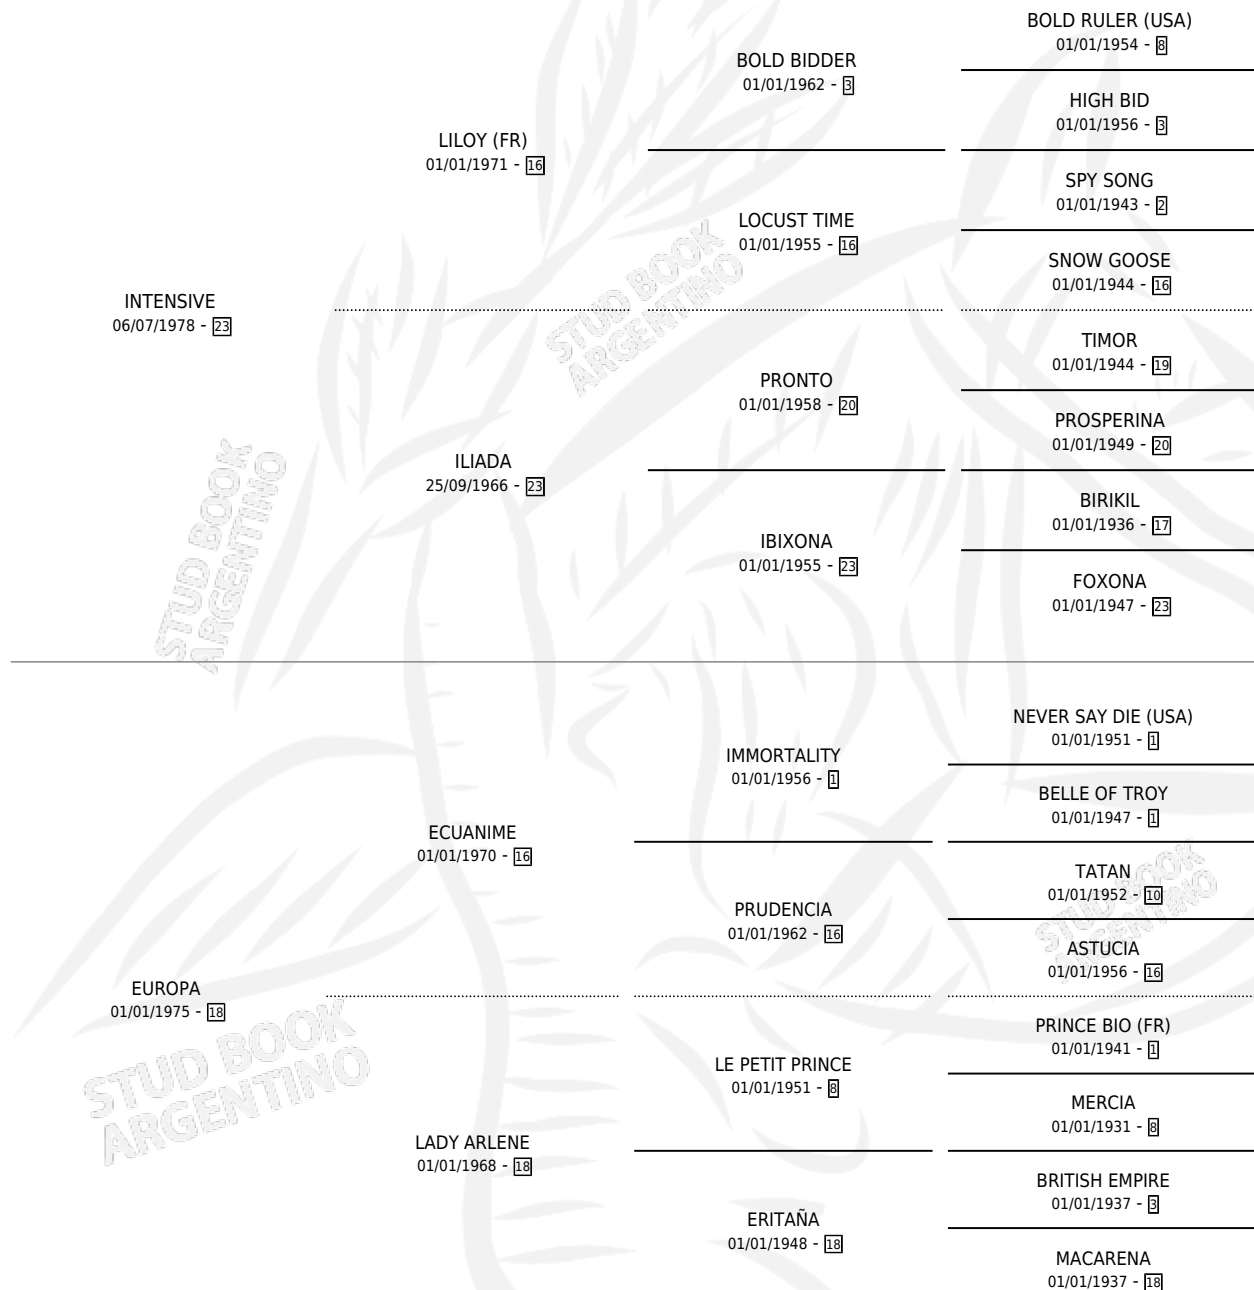 BOLD RULER (USA)
01/01/1954 - 8
BOLD BIDDER
01/01/1962 - 3
HIGH BID
01/01/1956 - 3
LILOY (FR)
01/01/1971 - 16
SPY SONG
01/01/1943 - 2
LOCUST TIME
01/01/1955 - 16
SNOW GOOSE
01/01/1944 - 16
INTENSIVE
06/07/1978 - 23
TIMOR
01/01/1944 - 19
PRONTO
01/01/1958 - 20
PROSPERINA
01/01/1949 - 20
ILIADA
25/09/1966 - 23
BIRIKIL
01/01/1936 - 17
IBIXONA
01/01/1955 - 23
FOXONA
01/01/1947 - 23
NEVER SAY DIE (USA)
01/01/1951 - 1
IMMORTALITY
01/01/1956 - 1
BELLE OF TROY
01/01/1947 - 1
ECUANIME
01/01/1970 - 16
TATAN
01/01/1952 - 10
PRUDENCIA
01/01/1962 - 16
ASTUCIA
01/01/1956 - 16
EUROPA
01/01/1975 - 18
PRINCE BIO (FR)
01/01/1941 - 1
LE PETIT PRINCE
01/01/1951 - 8
MERCIA
01/01/1931 - 8
LADY ARLENE
01/01/1968 - 18
BRITISH EMPIRE
01/01/1937 - 3
ERITAÑA
01/01/1948 - 18
MACARENA
01/01/1937 - 18
STUD BOOK
ARGENTINO
STUD BOOK
ARGENTINO
STUD BOOK
ARGENTINO
STUD BOOK
ARGENTINO